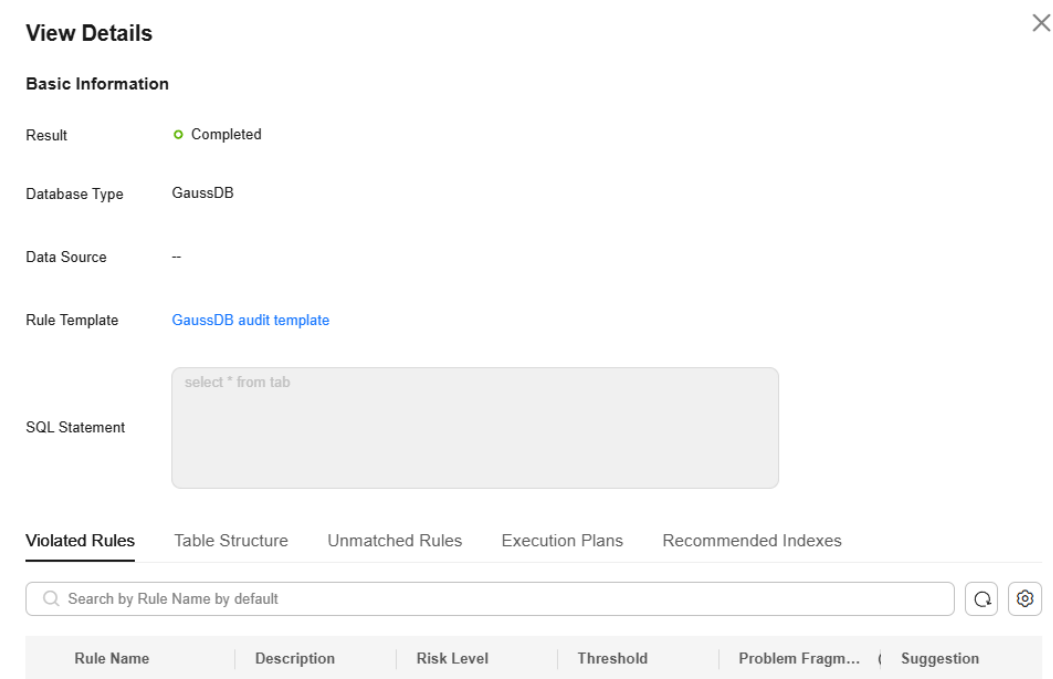 View Details
Basic Information
Result Completed
Database Type GaussDB
Data Source --
Rule Template GaussDB audit template
select * from tab
SQL Statement
Violated Rules Table Structure Unmatched Rules Execution Plans Recommended Indexes
Search by Rule Name by default
Rule Name Description Risk Level Threshold Problem Fragm... ( Suggestion